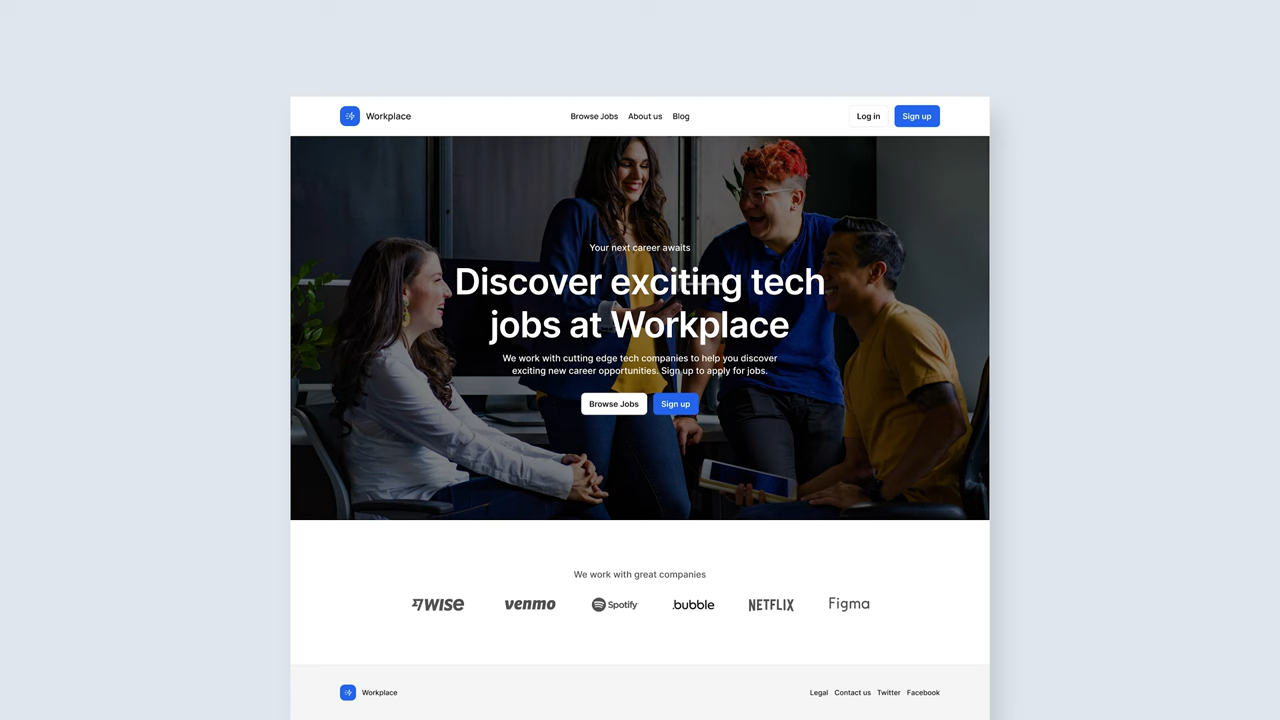 Workplace
Browse Jobs About us Blog
Log in
Sign up
Your next career awaits
Discover exciting tech
jobs at Workplace
We work with cutting edge tech companies to help you discover
exciting new career opportunities. Sign up to apply for jobs.
Browse Jobs
Sign up
We work with great companies
WISE
venmo
Spotify
.bubble
NETFLIX
Figma
Workplace
Legal Contact us Twitter Facebook